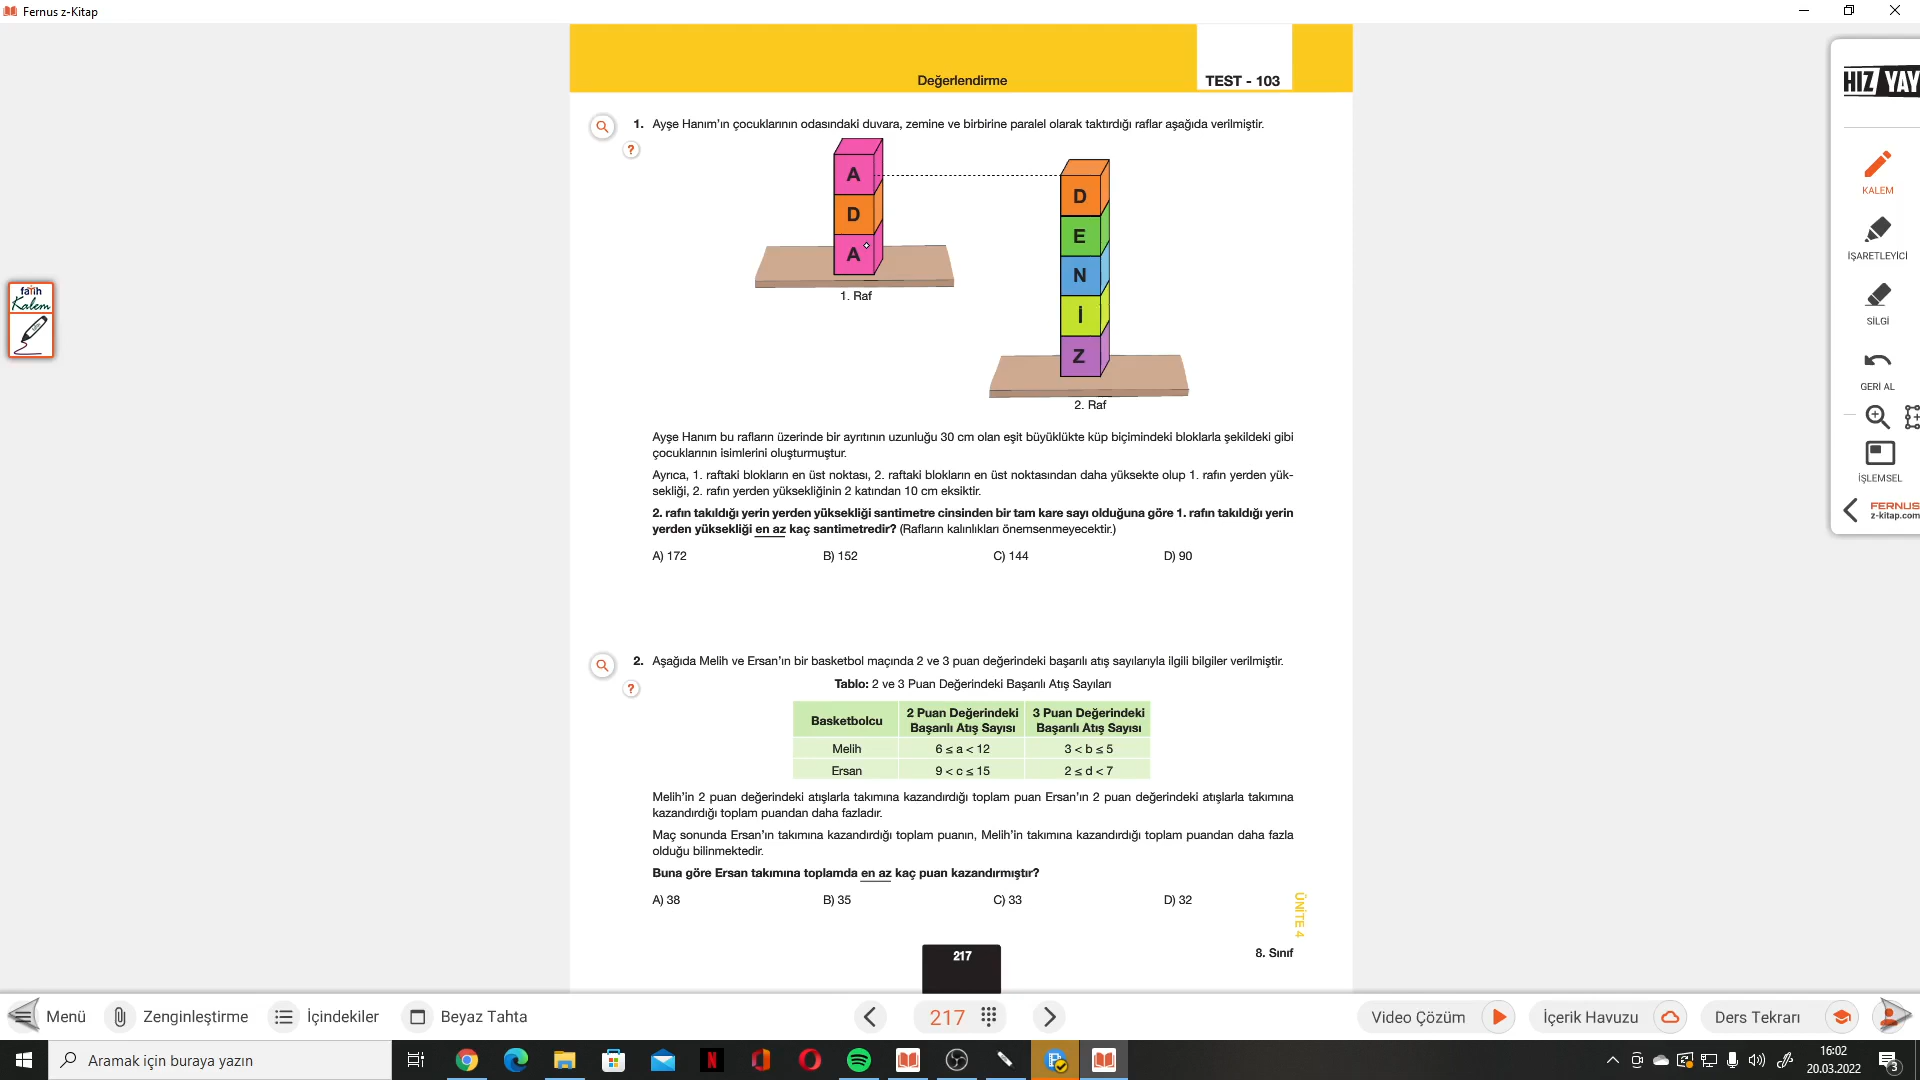 Fernus z-Kitap
Değerlendirme
TEST - 103
HIZ YAY
1. Ayşe Hanım'ın çocuklarının odasındaki duvara, zemine ve birbirine paralel olarak taktırdığı raflar aşağıda verilmiştir.
?
A
D
A
1. Raf
D
E
N
İ
Z
2. Raf
Ayşe Hanım bu rafların üzerinde bir ayrıtının uzunluğu 30 cm olan eşit büyüklükte küp biçimindeki bloklarla şekildeki gibi
çocuklarının isimlerini oluşturmuştur.
Ayrıca, 1. raftaki blokların en üst noktası, 2. raftaki blokların en üst noktasından daha yüksekte olup 1. rafın yerden yük-
sekliği, 2. rafın yerden yüksekliğinin 2 katından 10 cm eksiktir.
2. rafın takıldığı yerin yerden yüksekliği santimetre cinsinden bir tam kare sayı olduğuna göre 1. rafın takıldığı yerin
yerden yüksekliği en az kaç santimetredir? (Rafların kalınlıkları önemsenmeyecektir.)
A) 172 B) 152 C) 144 D) 90
2. Aşağıda Melih ve Ersan'ın bir basketbol maçında 2 ve 3 puan değerindeki başarılı atış sayılarıyla ilgili bilgiler verilmiştir.
?
Tablo: 2 ve 3 Puan Değerindeki Başarılı Atış Sayıları
Basketbolcu 2 Puan Değerindeki Başarılı Atış Sayısı 3 Puan Değerindeki Başarılı Atış Sayısı
Melih 6 ≤ a < 12 3 < b ≤ 5
Ersan 9 < c ≤ 15 2 ≤ d < 7
Melih'in 2 puan değerindeki atışlarla takımına kazandırdığı toplam puan Ersan'ın 2 puan değerindeki atışlarla takımına
kazandırdığı toplam puandan daha fazladır.
Maç sonunda Ersan'ın takımına kazandırdığı toplam puanın, Melih'in takımına kazandırdığı toplam puandan daha fazla
olduğu bilinmektedir.
Buna göre Ersan takımına toplamda en az kaç puan kazandırmıştır?
A) 38 B) 35 C) 33 D) 32
ÜNİTE 4
217
8. Sınıf
fatih
Kalem
KALEM
İŞARETLEYİCİ
SİLGİ
GERİ AL
İŞLEMSEL
FERNUS
z-kitap.com
Menü Zenginleştirme İçindekiler Beyaz Tahta 217 Video Çözüm İçerik Havuzu Ders Tekrarı
Aramak için buraya yazın
16:02
20.03.2022
3